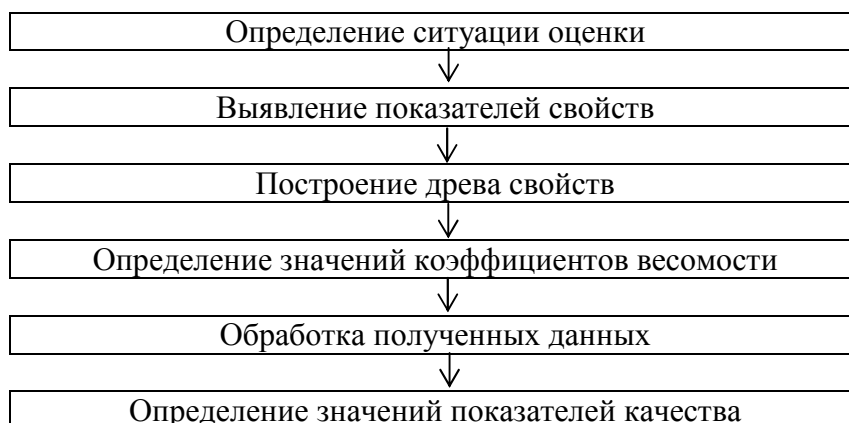 Определение ситуации оценки
Выявление показателей свойств
Построение древа свойств
Определение значений коэффициентов весомости
Обработка полученных данных
Определение значений показателей качества